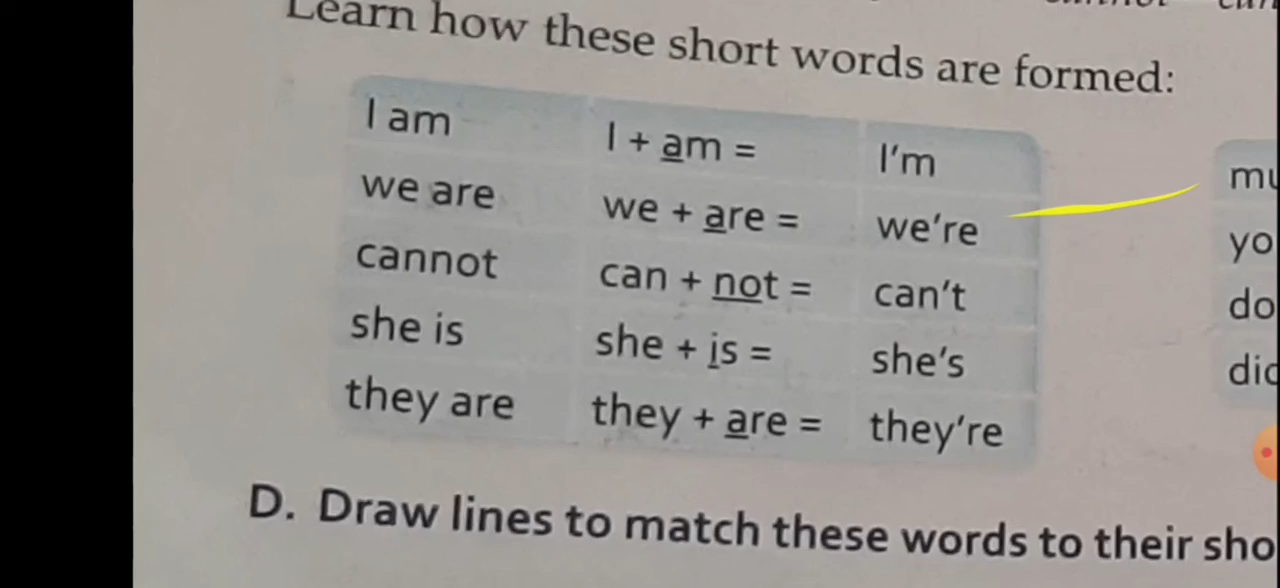 Learn how these short words are formed:
I am I + am = I'm
we are we + are = we're
cannot can + not = can't
she is she + is = she's
they are they + are = they're
D. Draw lines to match these words to their